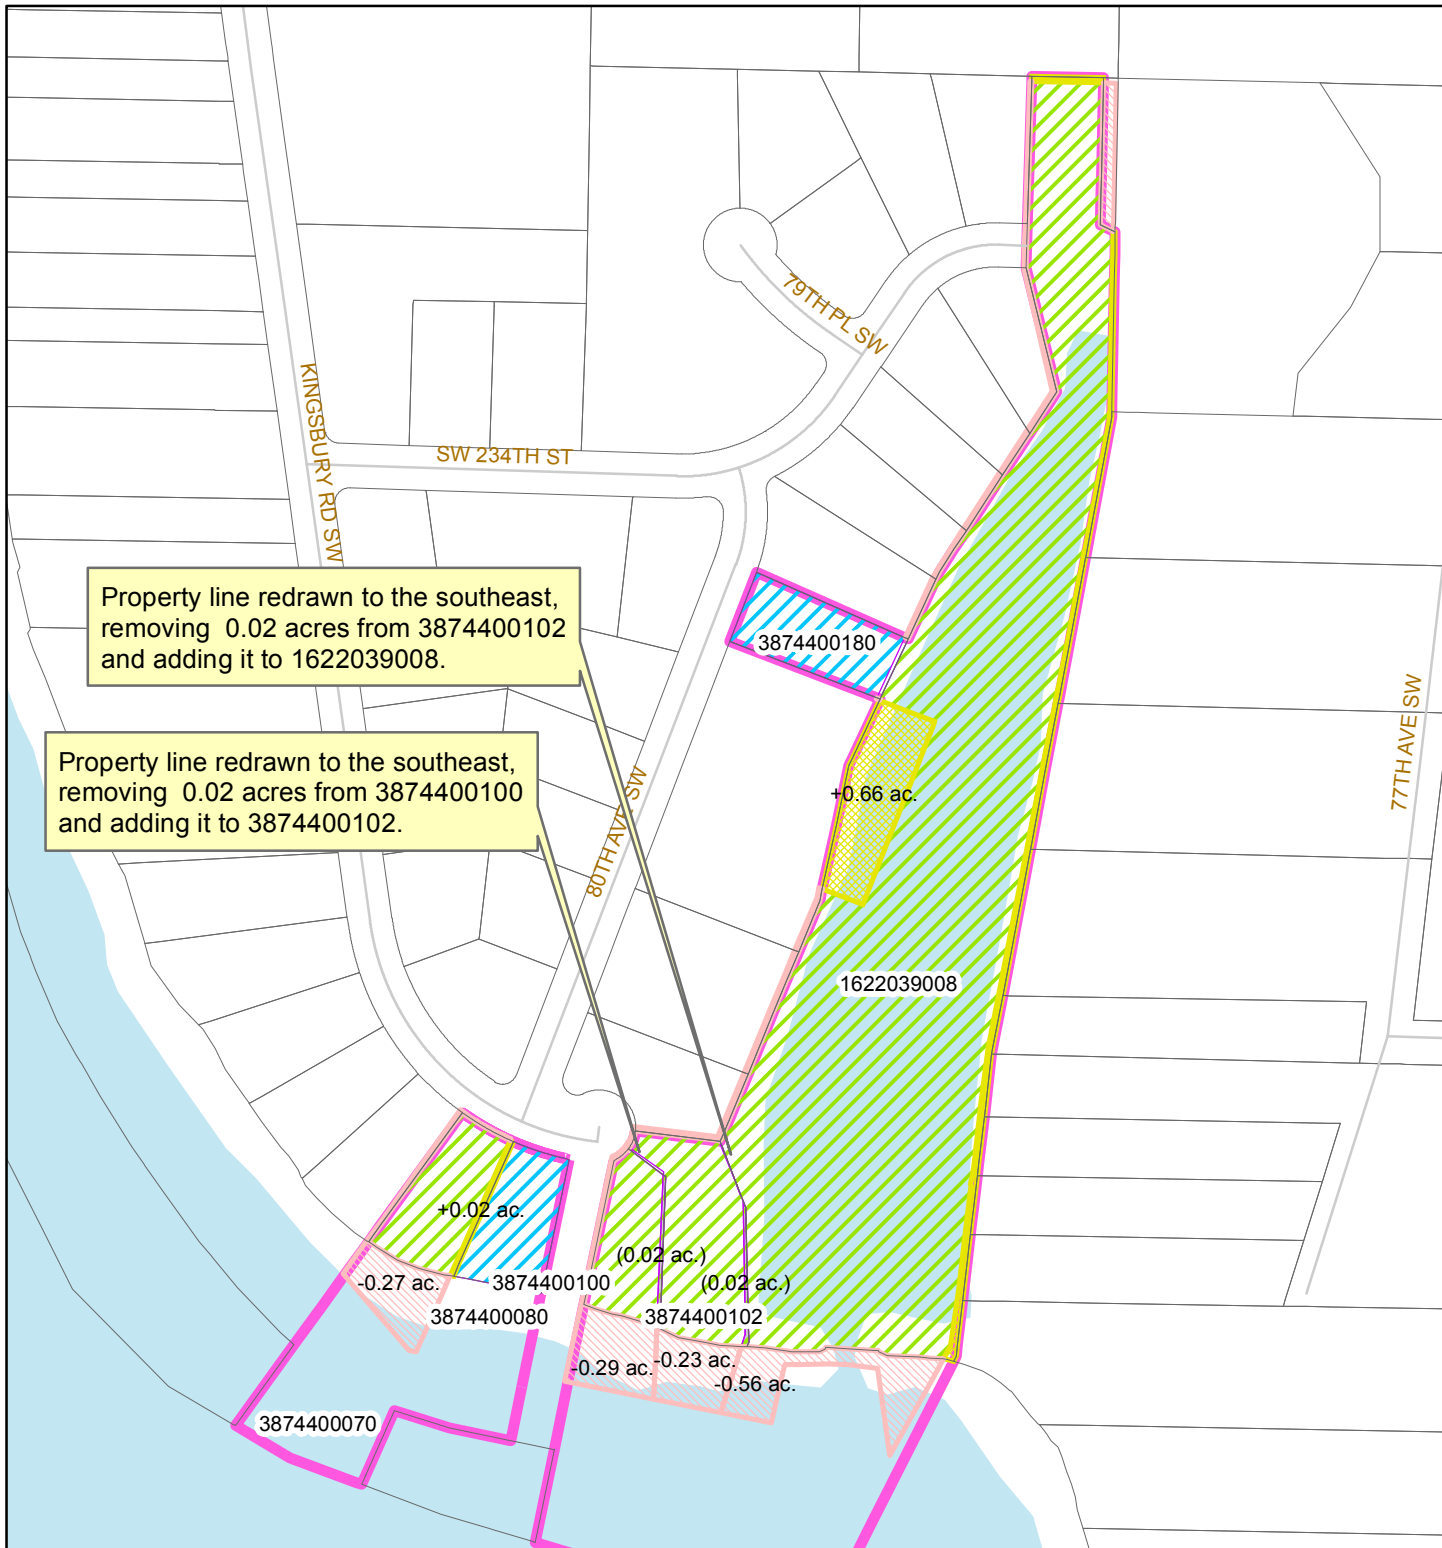 79TH PL SW
KINGSBURY RD SW
SW 234TH ST
Property line redrawn to the southeast,
removing  0.02 acres from 3874400102
and adding it to 1622039008.
3874400180
77TH AVE SW
Property line redrawn to the southeast,
removing  0.02 acres from 3874400100
and adding it to 3874400102.
+0.66 ac.
80TH AVE SW
1622039008
+0.02 ac.
(0.02 ac.)
-0.27 ac.
3874400100
(0.02 ac.)
3874400080
3874400102
-0.29 ac.
-0.23 ac.
-0.56 ac.
3874400070